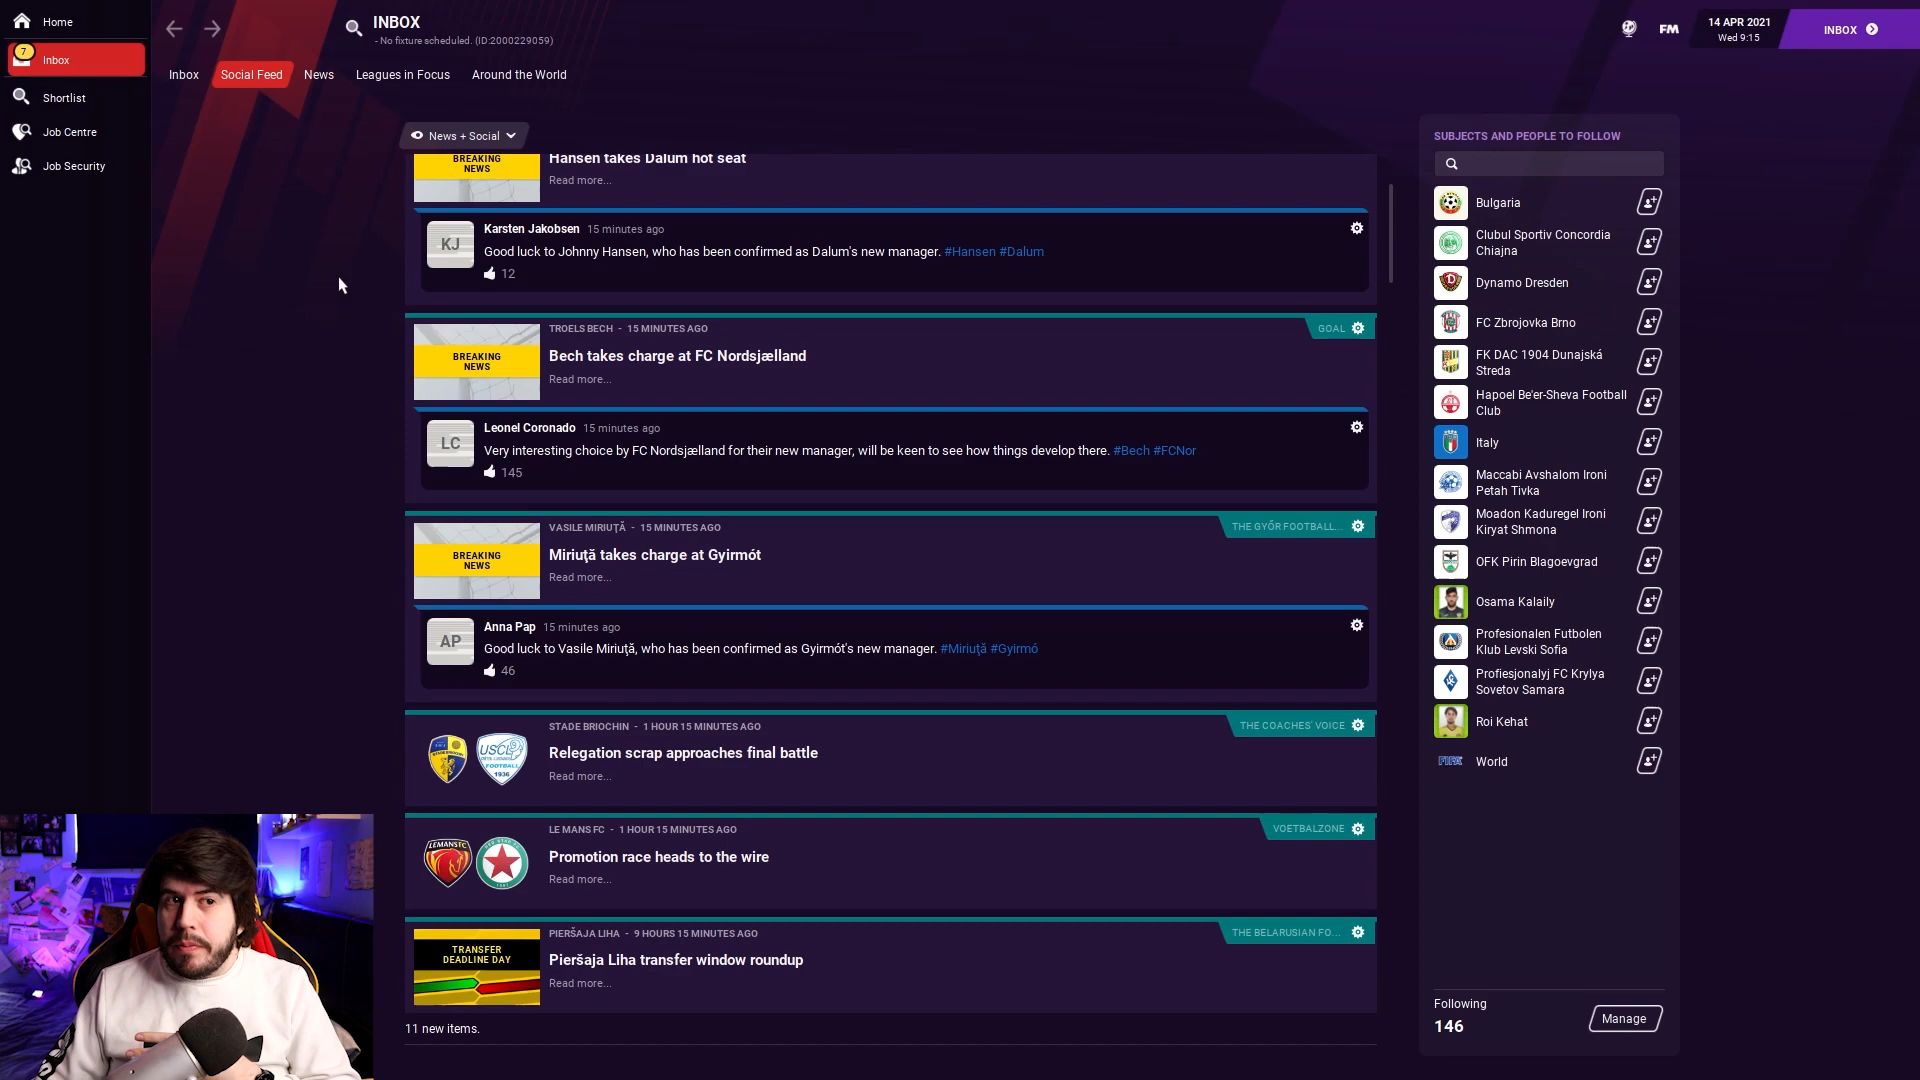 Home
7
Inbox
Shortlist
Job Centre
Job Security
INBOX
- No fixture scheduled. (ID:2000229059)
FM
14 APR 2021
Wed 9:15
INBOX
Inbox
Social Feed
News
Leagues in Focus
Around the World
News + Social
BREAKING
NEWS
Hansen takes Dalum hot seat
Read more...
KJ
Karsten Jakobsen 15 minutes ago
Good luck to Johnny Hansen, who has been confirmed as Dalum's new manager. #Hansen #Dalum
12
BREAKING
NEWS
TROELS BECH - 15 MINUTES AGO
GOAL
Bech takes charge at FC Nordsjælland
Read more...
LC
Leonel Coronado 15 minutes ago
Very interesting choice by FC Nordsjælland for their new manager, will be keen to see how things develop there. #Bech #FCNor
145
BREAKING
NEWS
VASILE MIRIUŢĂ - 15 MINUTES AGO
THE GYŐR FOOTBALL...
Miriuţă takes charge at Gyirmót
Read more...
AP
Anna Pap 15 minutes ago
Good luck to Vasile Miriuţă, who has been confirmed as Gyirmót's new manager. #Miriuţă #Gyirmó
46
STADE BRIOCHIN - 1 HOUR 15 MINUTES AGO
THE COACHES' VOICE
Relegation scrap approaches final battle
Read more...
USCL
FOOTBALL
1936
LE MANS FC - 1 HOUR 15 MINUTES AGO
VOETBALZONE
Promotion race heads to the wire
Read more...
LEMANSFC
TRANSFER
DEADLINE DAY
PIERŠAJA LIHA - 9 HOURS 15 MINUTES AGO
THE BELARUSIAN FO...
Pieršaja Liha transfer window roundup
Read more...
11 new items.
SUBJECTS AND PEOPLE TO FOLLOW
Bulgaria
Clubul Sportiv Concordia
Chiajna
Dynamo Dresden
FC Zbrojovka Brno
FK DAC 1904 Dunajská
Streda
Hapoel Be'er-Sheva Football
Club
Italy
Maccabi Avshalom Ironi
Petah Tivka
Moadon Kaduregel Ironi
Kiryat Shmona
OFK Pirin Blagoevgrad
Osama Kalaily
Profesionalen Futbolen
Klub Levski Sofia
Profiesjonalyj FC Krylya
Sovetov Samara
Roi Kehat
FIFA
World
Following
146
Manage